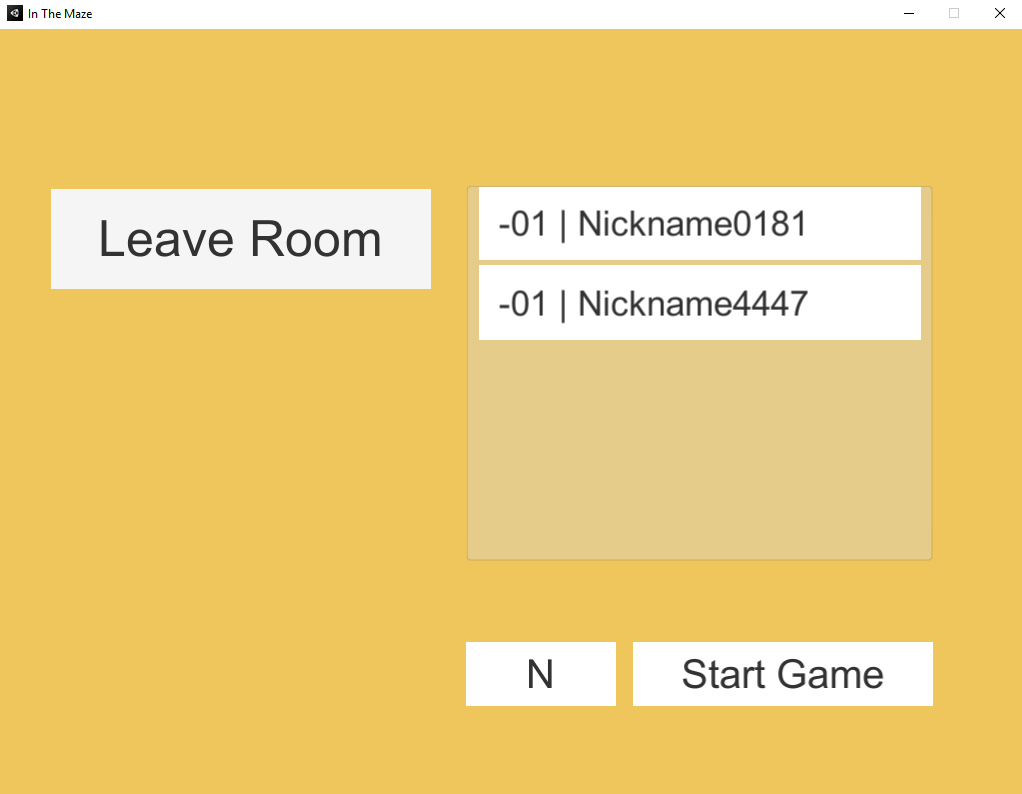 In The Maze
Leave Room
-01 | Nickname0181
-01 | Nickname4447
N
Start Game